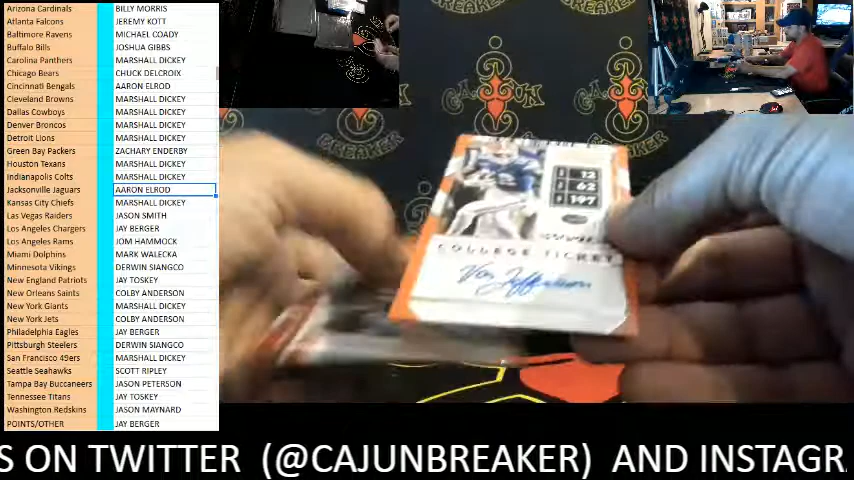 Arizona Cardinals BILLY MORRIS
Atlanta Falcons JEREMY KOTT
Baltimore Ravens MICHAEL COADY
Buffalo Bills JOSHUA GIBBS
Carolina Panthers MARSHALL DICKEY
Chicago Bears CHUCK DELCROIX
Cincinnati Bengals AARON ELROD
Cleveland Browns MARSHALL DICKEY
Dallas Cowboys MARSHALL DICKEY
Denver Broncos MARSHALL DICKEY
Detroit Lions MARSHALL DICKEY
Green Bay Packers ZACHARY ENDERBY
Houston Texans MARSHALL DICKEY
Indianapolis Colts MARSHALL DICKEY
Jacksonville Jaguars AARON ELROD
Kansas City Chiefs MARSHALL DICKEY
Las Vegas Raiders JASON SMITH
Los Angeles Chargers JAY BERGER
Los Angeles Rams JOM HAMMOCK
Miami Dolphins MARK WALECKA
Minnesota Vikings DERWIN SIANGCO
New England Patriots JAY TOSKEY
New Orleans Saints COLBY ANDERSON
New York Giants MARSHALL DICKEY
New York Jets COLBY ANDERSON
Philadelphia Eagles JAY BERGER
Pittsburgh Steelers DERWIN SIANGCO
San Francisco 49ers MARSHALL DICKEY
Seattle Seahawks SCOTT RIPLEY
Tampa Bay Buccaneers JASON PETERSON
Tennessee Titans JAY TOSKEY
Washington Redskins JASON MAYNARD
POINTS/OTHER JAY BERGER
CAJUN
BREAKER
12
62
197
COLLEGE TICKET
Van Jefferson
S ON TWITTER (@CAJUNBREAKER) AND INSTAGR